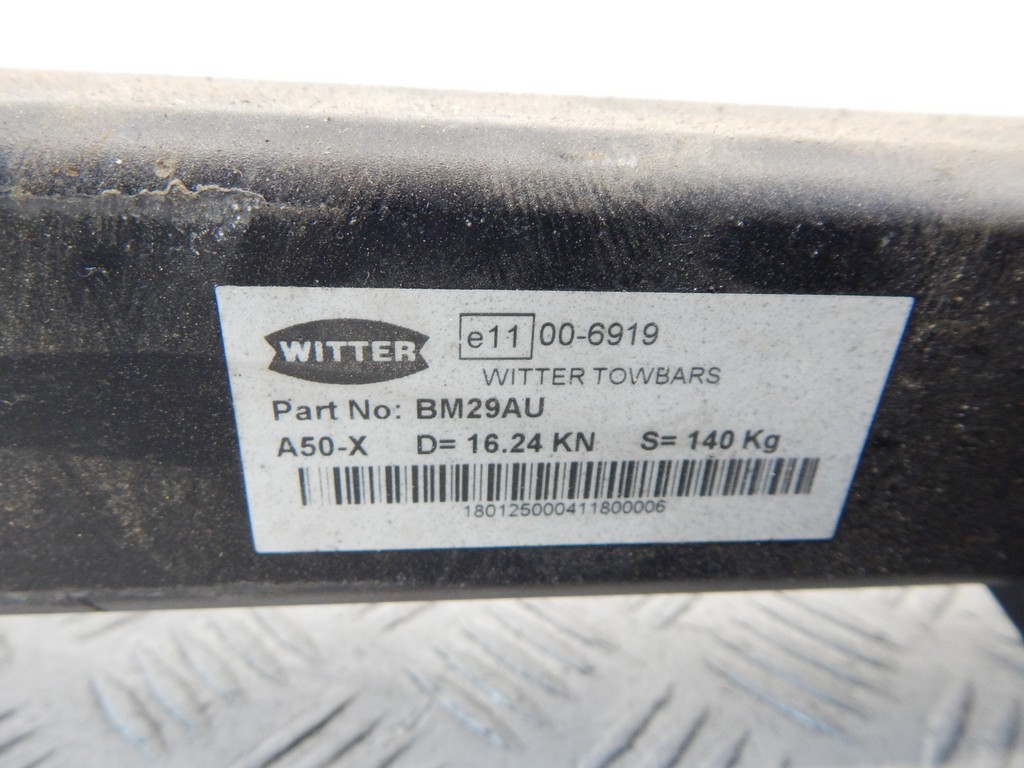 WITTER
e11 00-6919
WITTER TOWBARS
Part No: BM29AU
A50-X D= 16.24 KN S= 140 Kg
180125000411800006